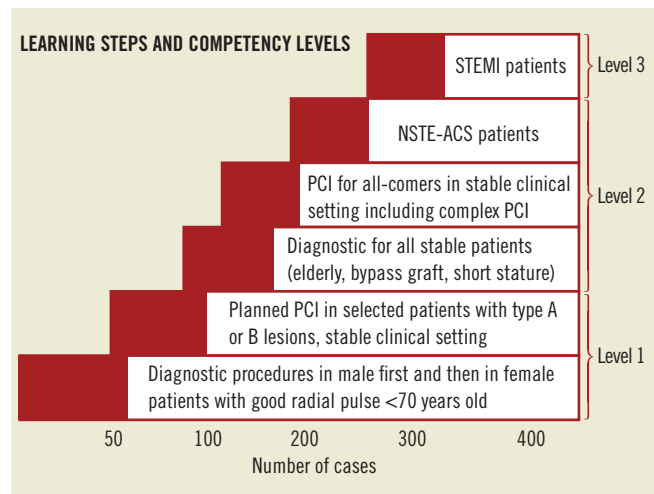 LEARNING STEPS AND COMPETENCY LEVELS
STEMI patients
Level 3
NSTE-ACS patients
PCI for all-comers in stable clinical
setting including complex PCI
Level 2
Diagnostic for all stable patients
(elderly, bypass graft, short stature)
Planned PCI in selected patients with type A
or B lesions, stable clinical setting
Level 1
Diagnostic procedures in male first and then in female
patients with good radial pulse <70 years old
50 100 200 300 400
Number of cases